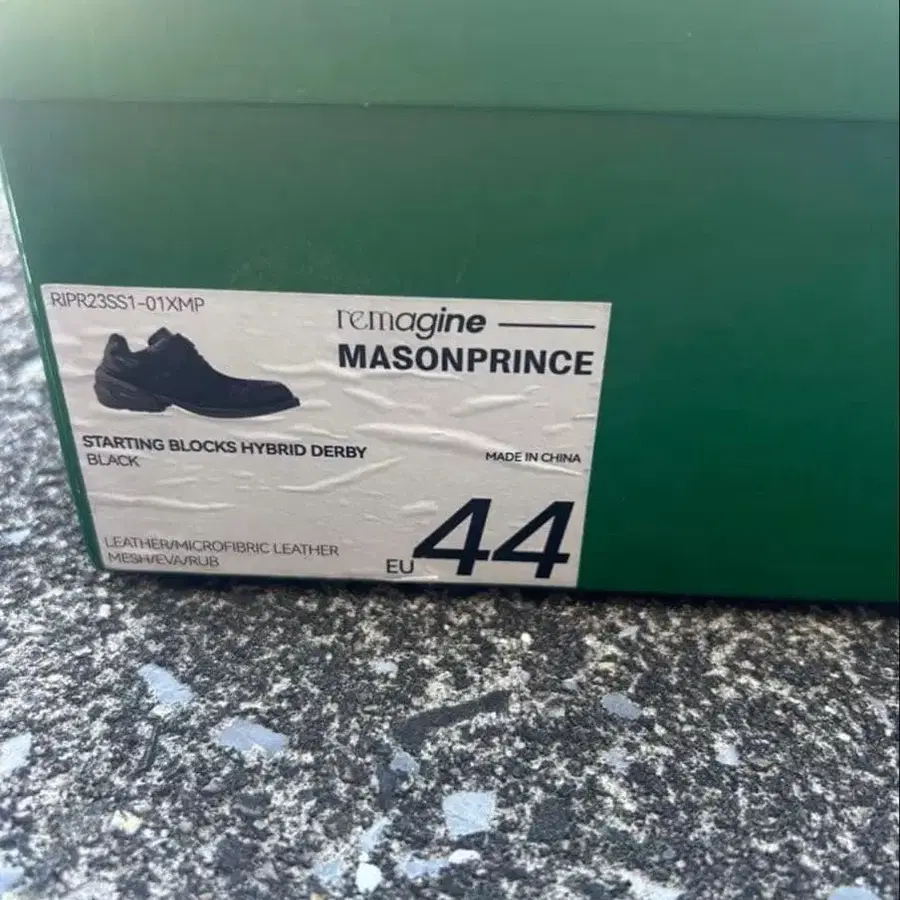 RIPR23SS1-01XMP
remagine
MASONPRINCE
STARTING BLOCKS HYBRID DERBY
BLACK
MADE IN CHINA
LEATHER/MICROFIBRIC LEATHER
MESH/EVA/RUB
EU 44